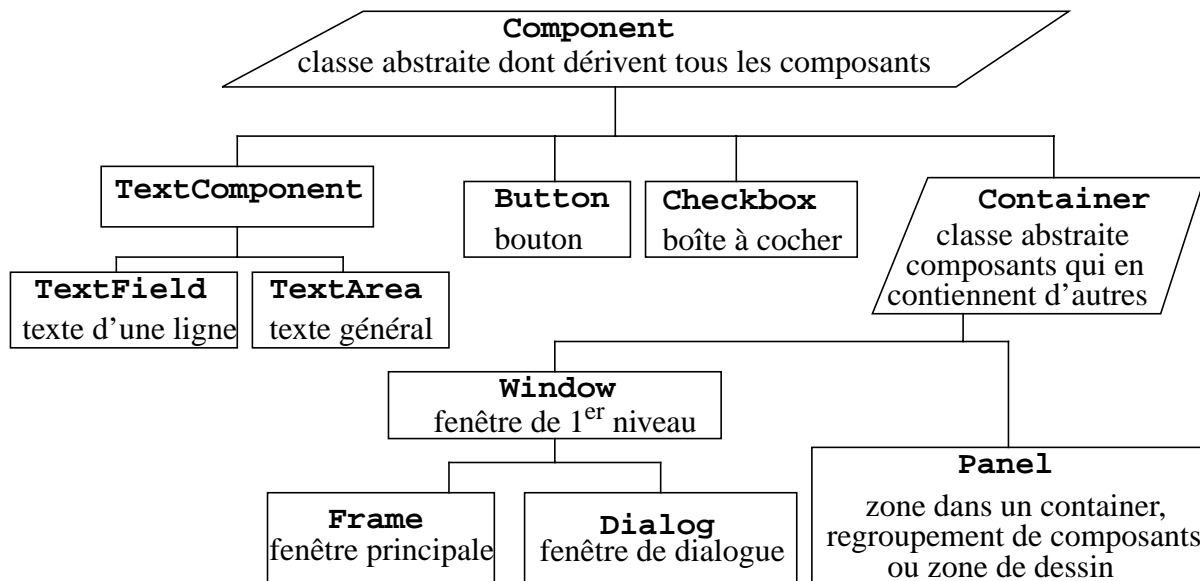 Component
classe abstraite dont dérivent tous les composants
TextComponent
Button
bouton
Checkbox
boîte à cocher
Container
classe abstraite
composants qui en
contiennent d’autres
TextField
texte d’une ligne
TextArea
texte général
Window
fenêtre de 1er niveau
Frame
fenêtre principale
Dialog
fenêtre de dialogue
Panel
zone dans un container,
regroupement de composants
ou zone de dessin